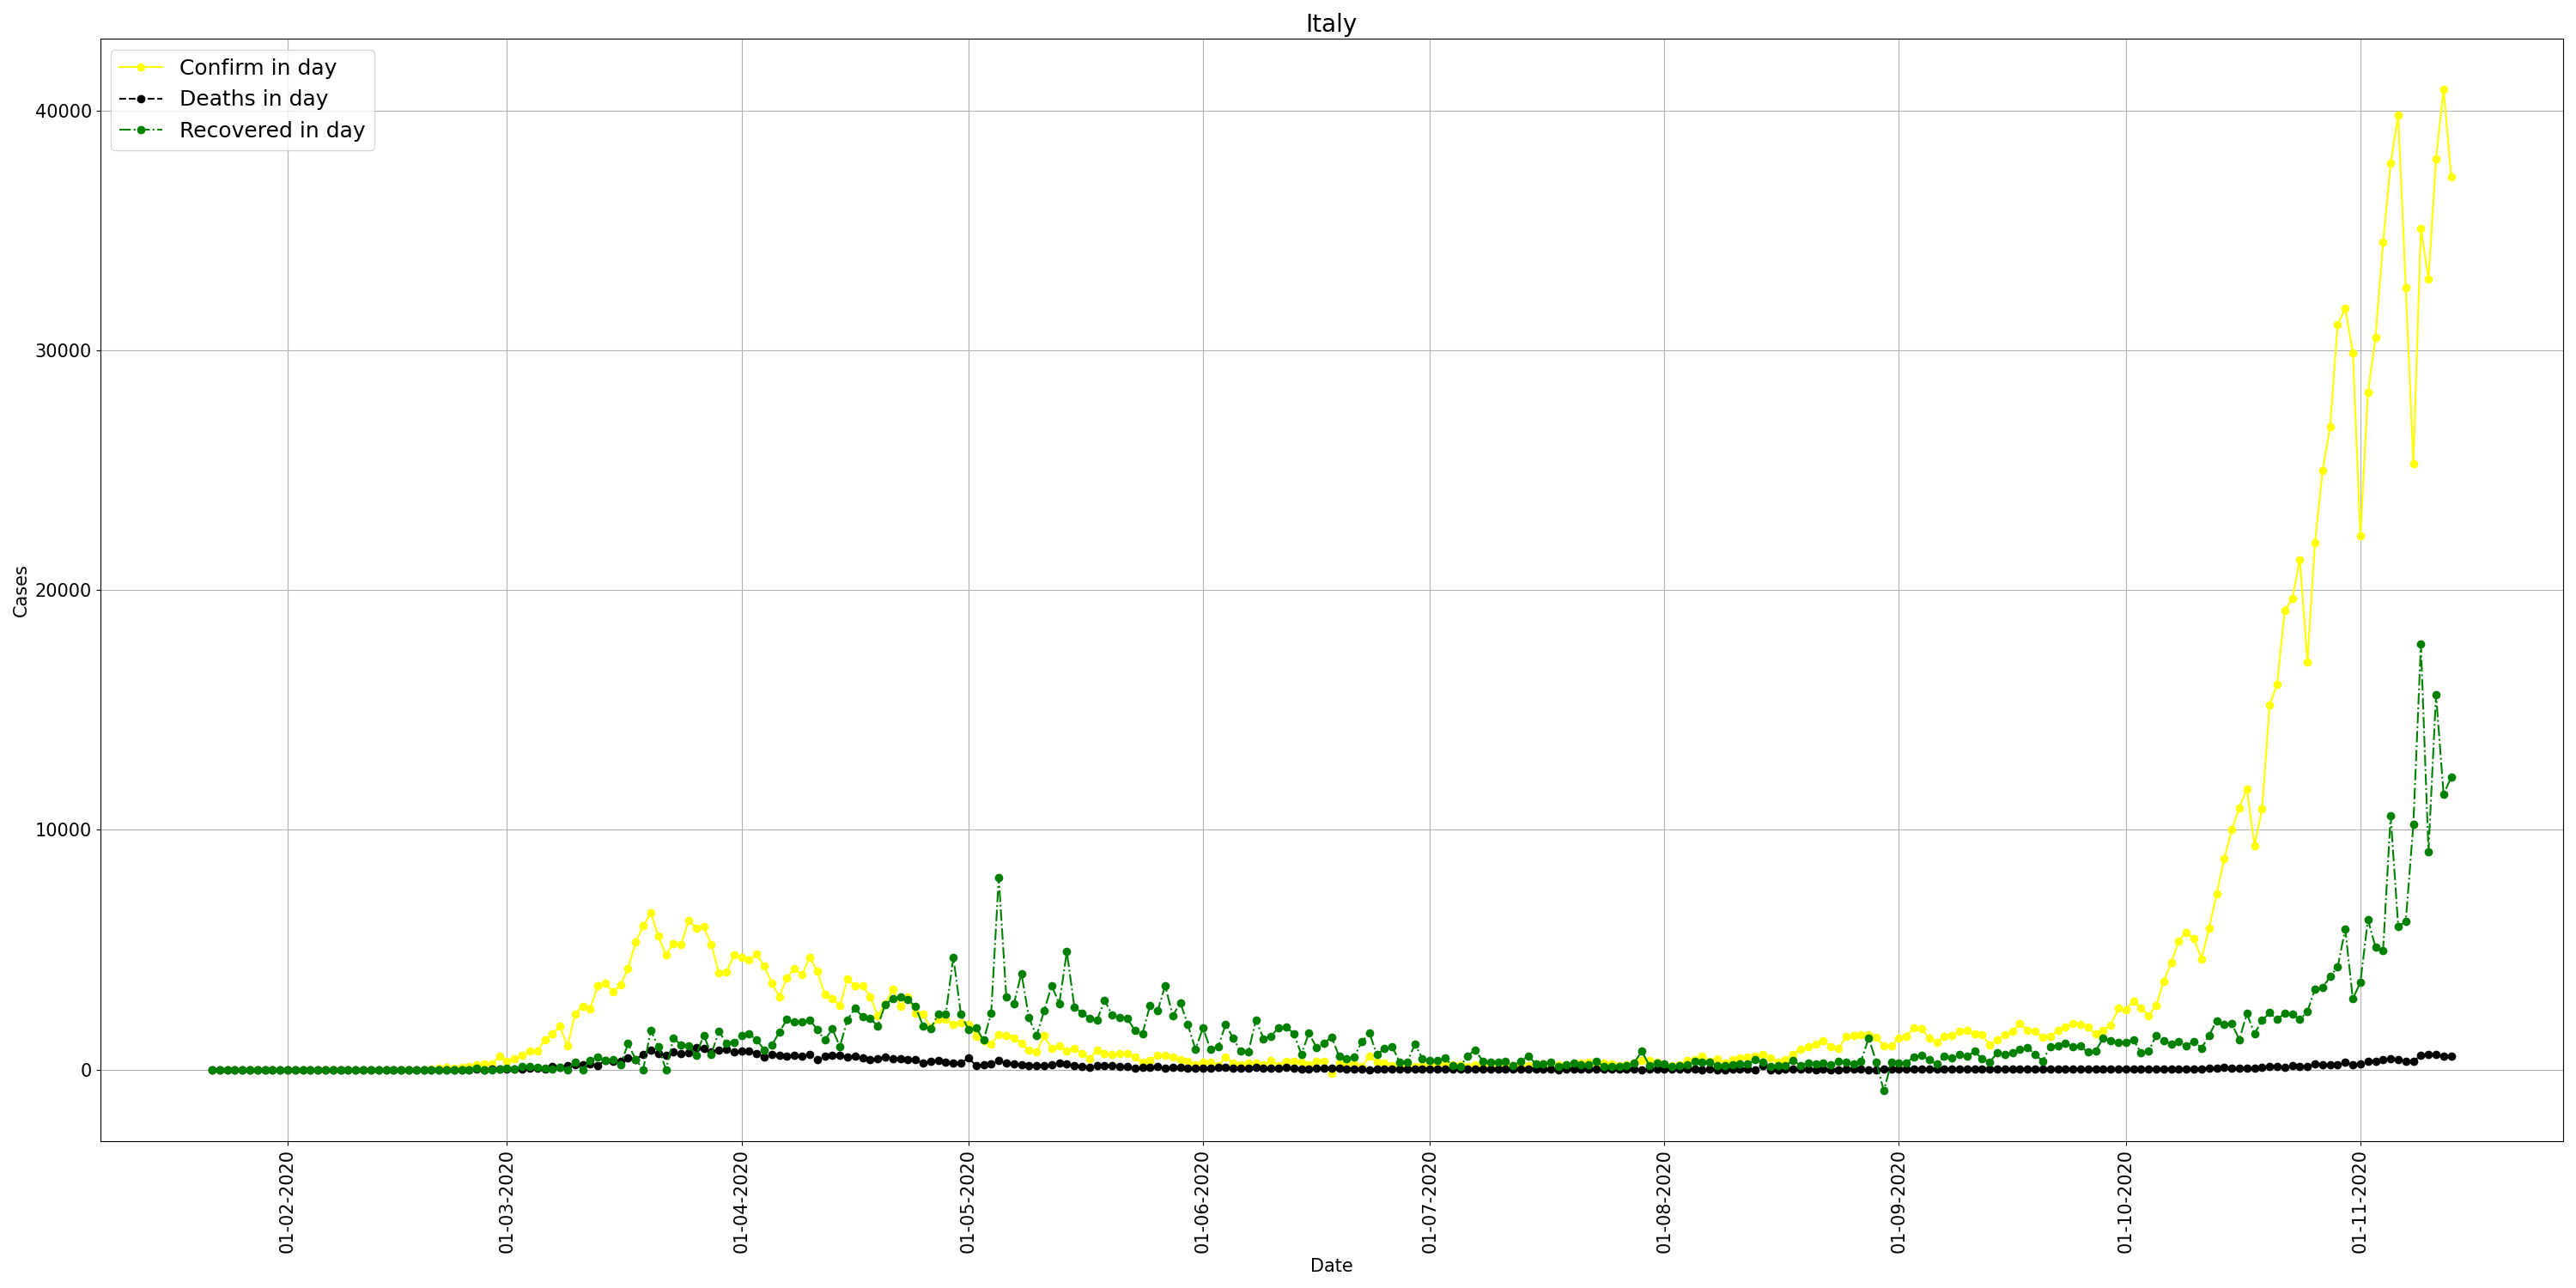 Italy
Confirm in day
Deaths in day
Recovered in day
40000
30000
20000
10000
0
Cases
01-02-2020
01-03-2020
01-04-2020
01-05-2020
01-06-2020
01-07-2020
01-08-2020
01-09-2020
01-10-2020
01-11-2020
Date